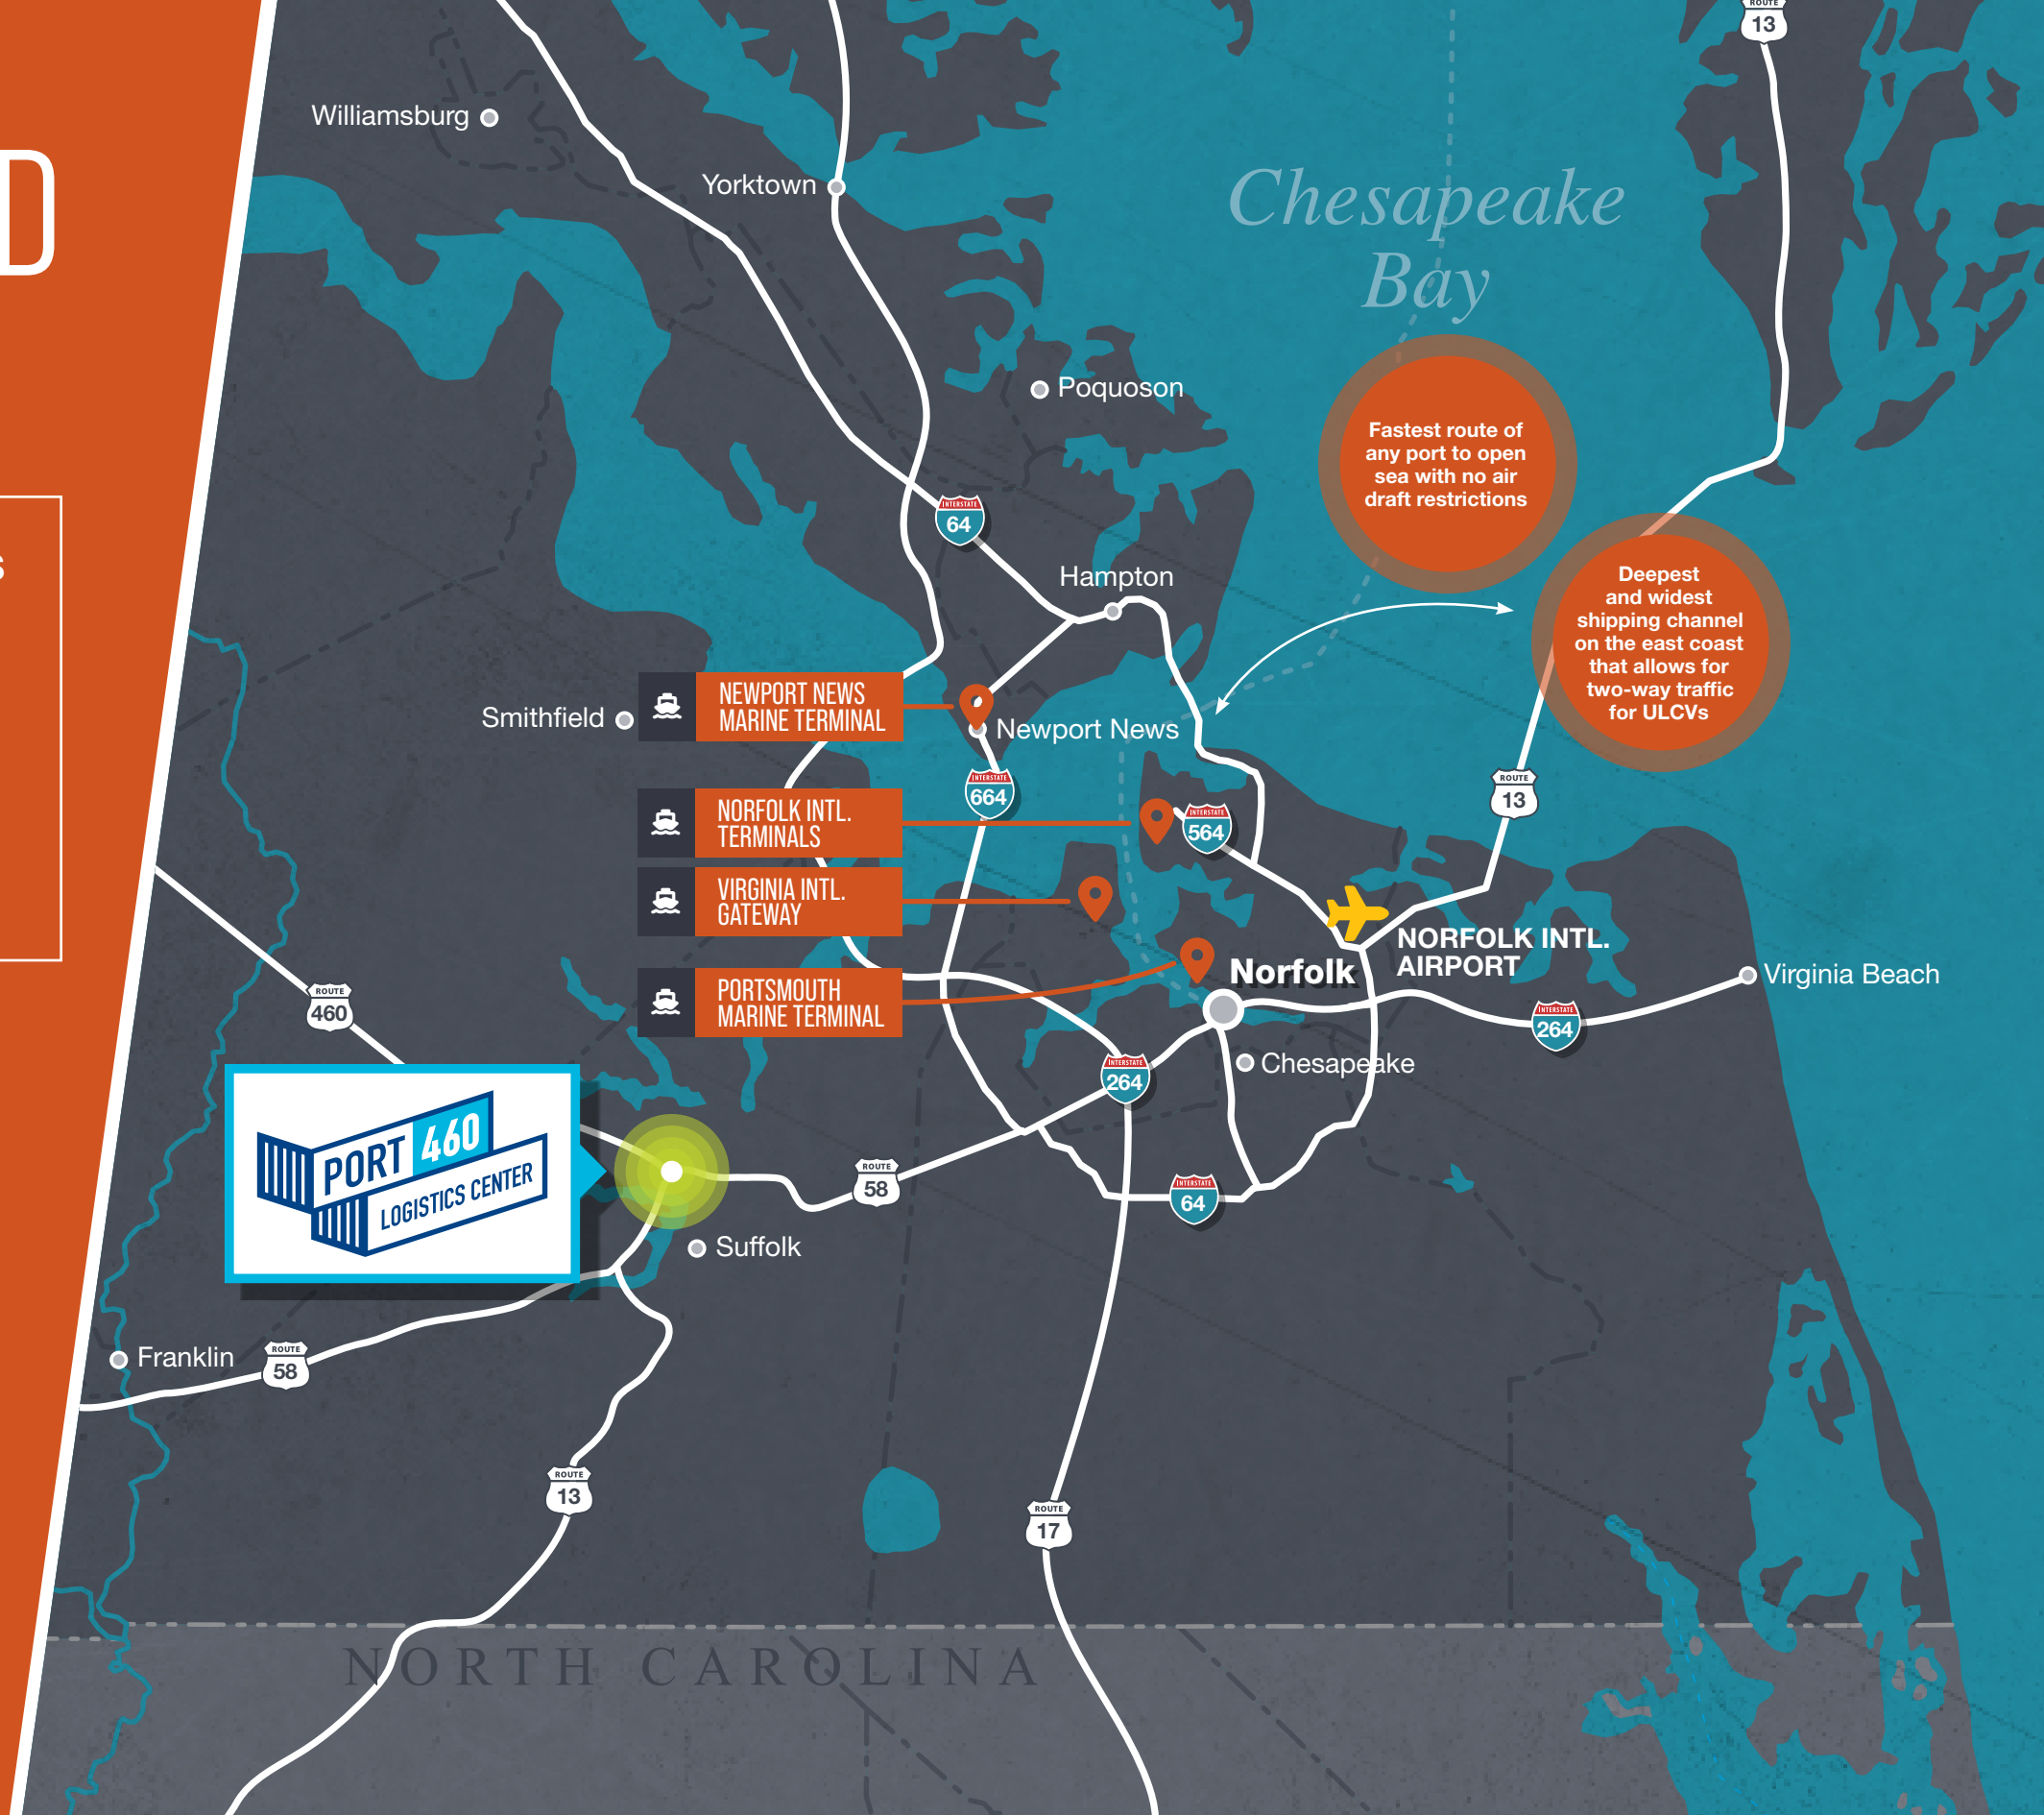 ROUTE
13
Williamsburg
Yorktown
D
Chesapeake
Bay
Poquoson
Fastest route of
any port to open
sea with no air
draft restrictions
INTERSTATE
64
s
Hampton
Deepest
and widest
shipping channel
on the east coast
that allows for
two-way traffic
for ULCVs
NEWPORT NEWS
MARINE TERMINAL
Smithfield
Newport News
INTERSTATE
664
ROUTE
13
NORFOLK INTL.
TERMINALS
INTERSTATE
564
VIRGINIA INTL.
GATEWAY
NORFOLK INTL.
AIRPORT
Norfolk
Virginia Beach
PORTSMOUTH
MARINE TERMINAL
ROUTE
460
INTERSTATE
264
Chesapeake
INTERSTATE
264
PORT 460
LOGISTICS CENTER
ROUTE
58
INTERSTATE
64
Suffolk
Franklin
ROUTE
58
ROUTE
13
ROUTE
17
NORTH CAROLINA